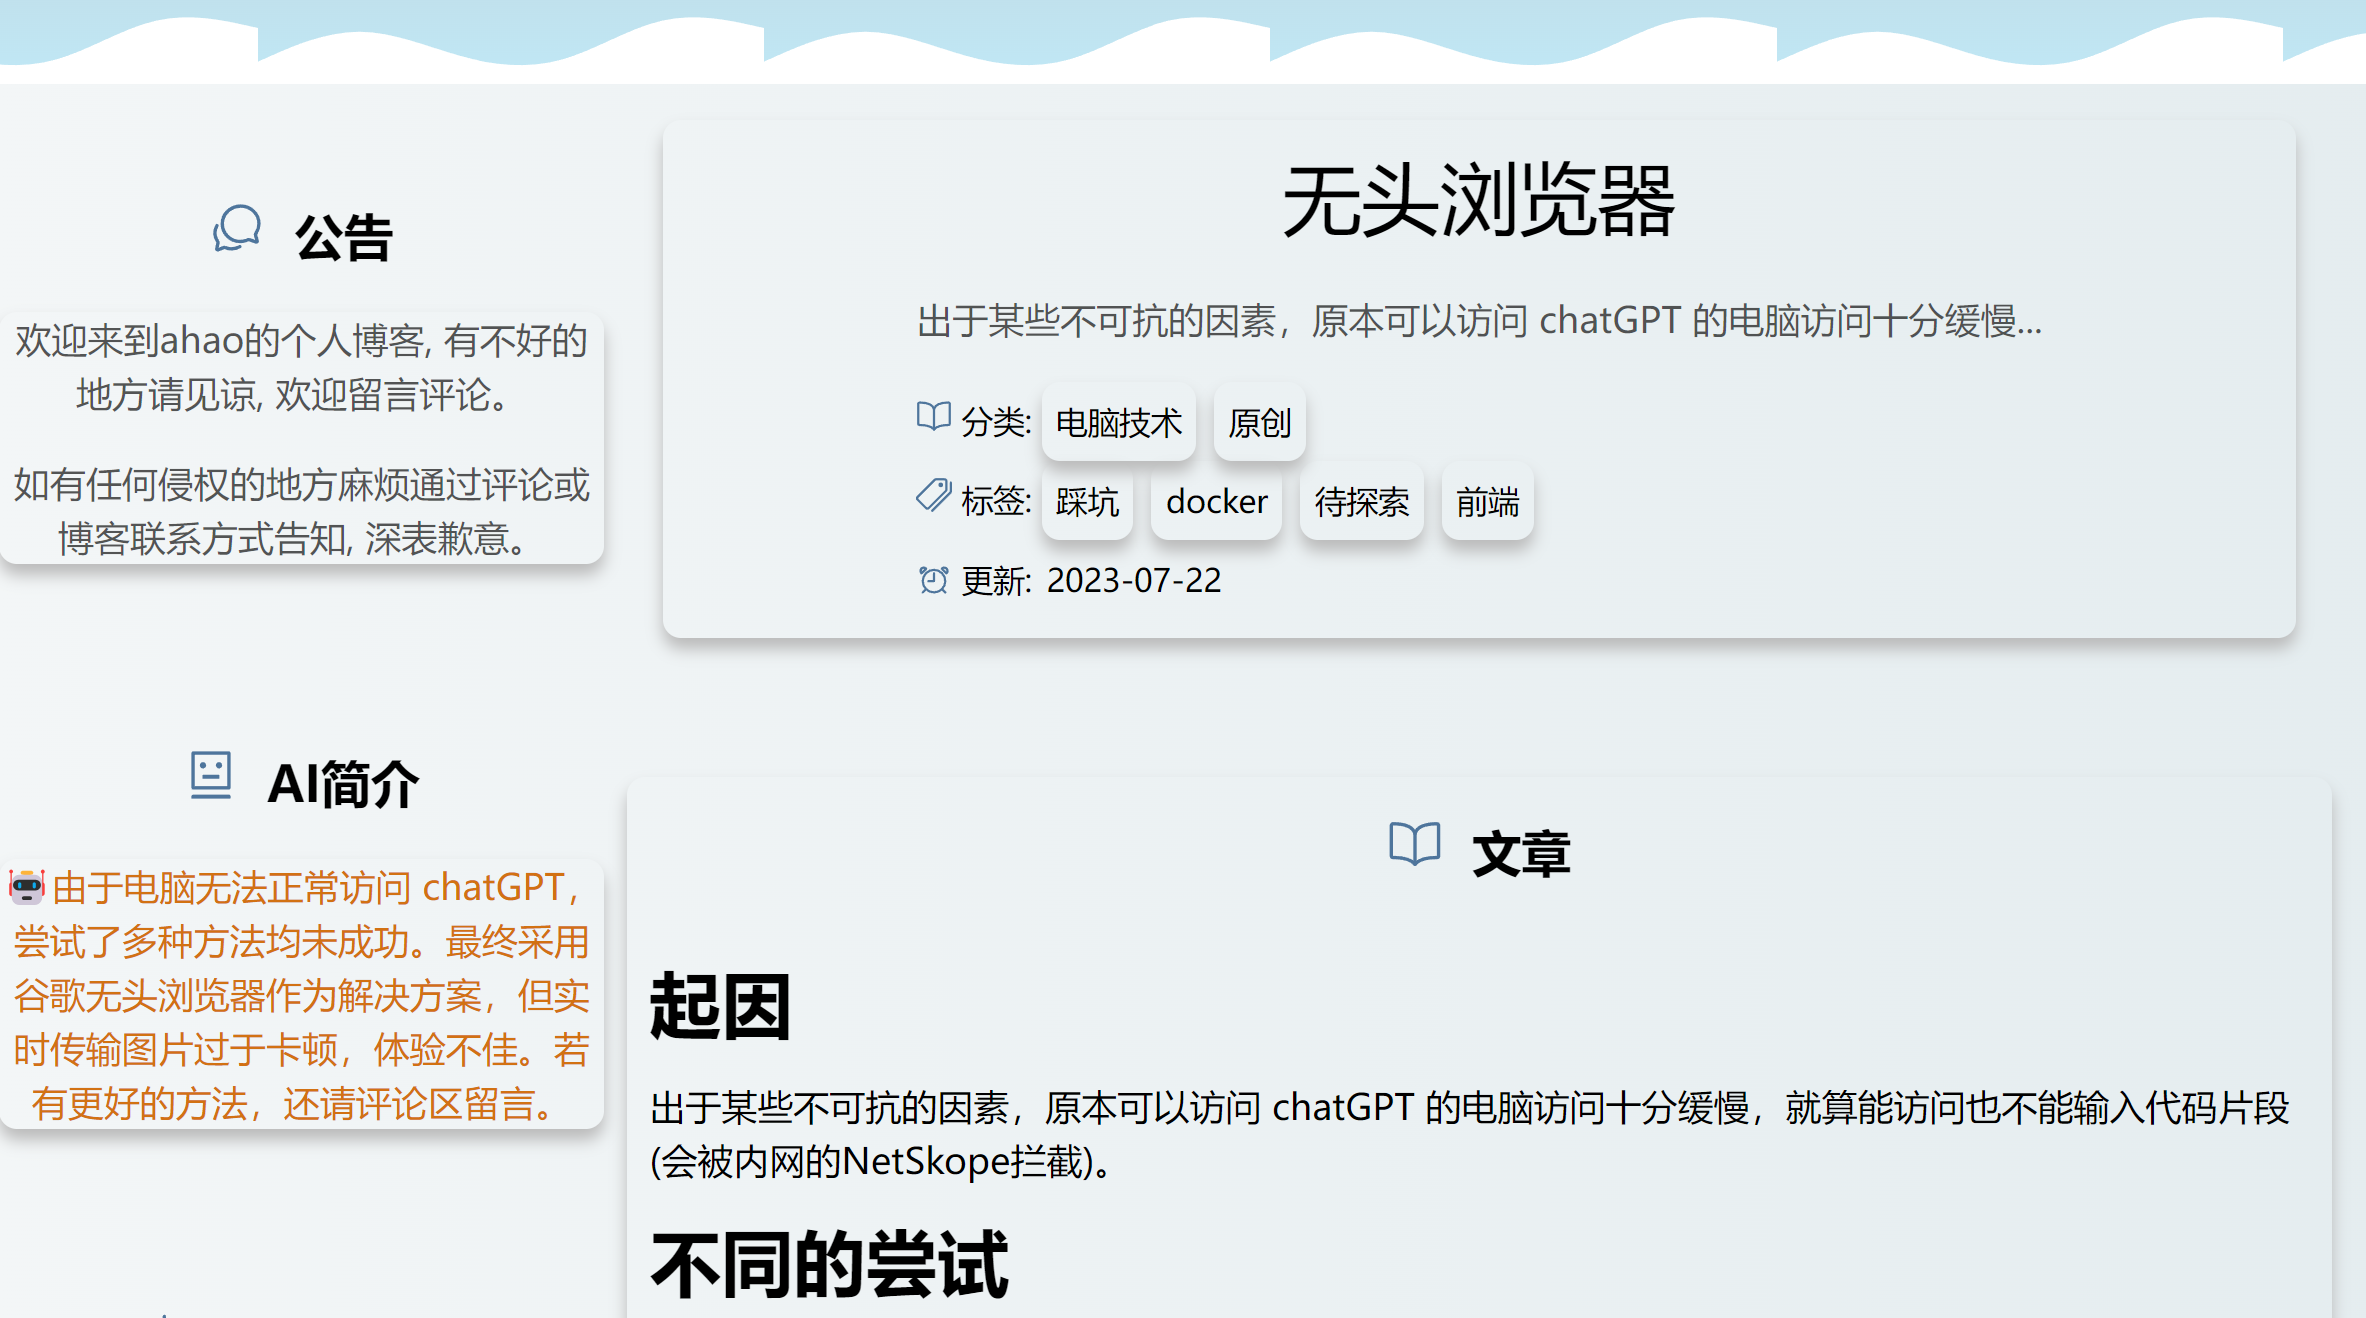 公告
欢迎来到ahao的个人博客, 有不好的
地方请见谅, 欢迎留言评论。
如有任何侵权的地方麻烦通过评论或
博客联系方式告知, 深表歉意。
AI简介
由于电脑无法正常访问 chatGPT，
尝试了多种方法均未成功。最终采用
谷歌无头浏览器作为解决方案，但实
时传输图片过于卡顿，体验不佳。若
有更好的方法，还请评论区留言。
无头浏览器
出于某些不可抗的因素，原本可以访问 chatGPT 的电脑访问十分缓慢...
分类: 电脑技术 原创
标签: 踩坑 docker 待探索 前端
更新: 2023-07-22
文章
起因
出于某些不可抗的因素，原本可以访问 chatGPT 的电脑访问十分缓慢，就算能访问也不能输入代码片段
(会被内网的NetSkope拦截)。
不同的尝试